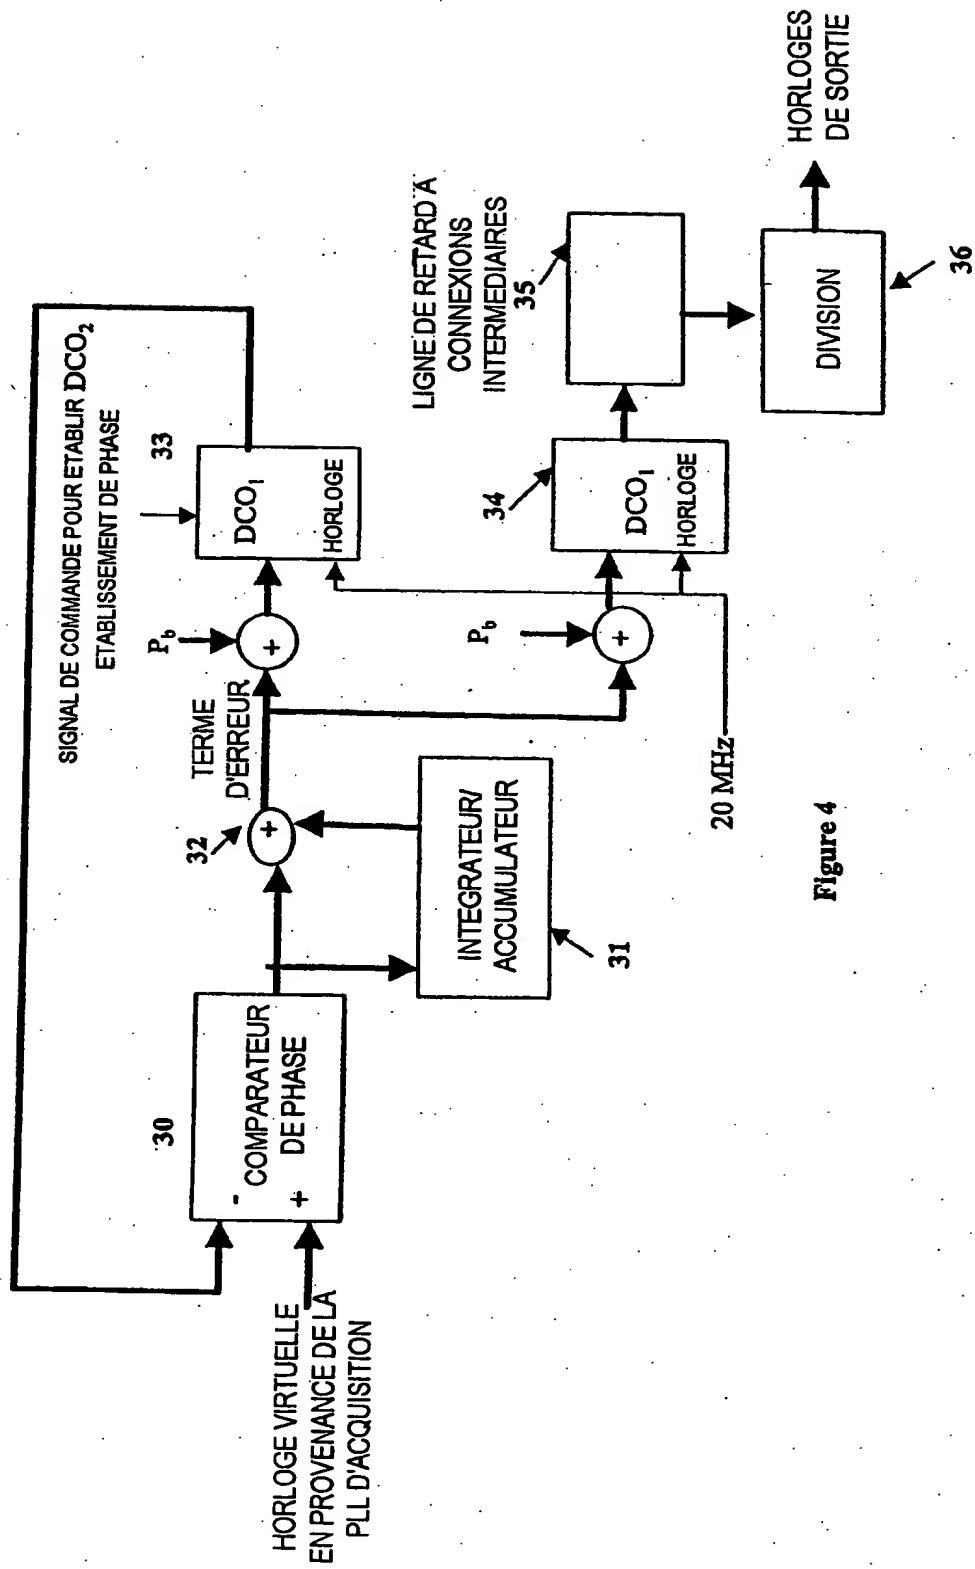 SIGNAL DE COMMANDE POUR ETABLIR DCO2
ETABLISSEMENT DE PHASE
33
DCO1
HORLOGE
Pb
+
TERME
D'ERREUR
32
+
30
- COMPARATEUR
DE PHASE
+
HORLOGE VIRTUELLE
EN PROVENANCE DE LA
PLL D'ACQUISITION
INTÉGRATEUR/
ACCUMULATEUR
31
Pb
+
20 MHz
34
DCO1
HORLOGE
LIGNE DE RETARD A
CONNEXIONS
INTERMEDIAIRES
35
DIVISION
36
HORLOGES
DE SORTIE
Figure 4